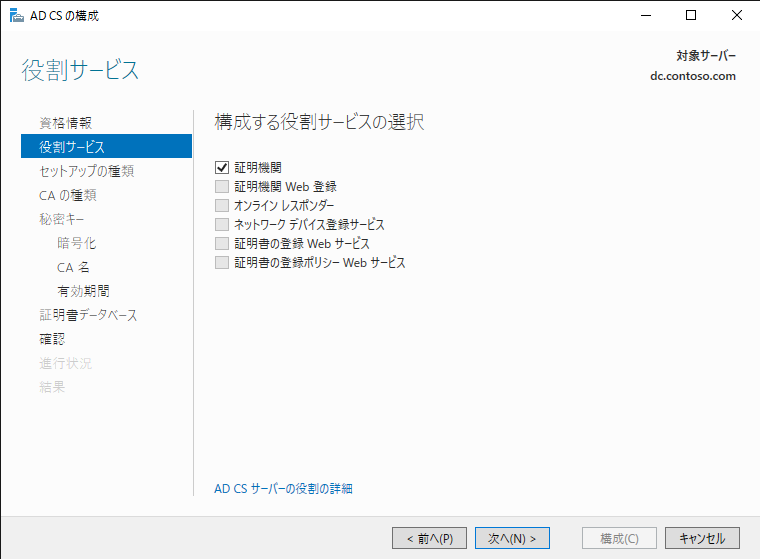 AD CS の構成
役割サービス
対象サーバー
dc.contoso.com
資格情報
役割サービス
セットアップの種類
CA の種類
秘密キー
暗号化
CA 名
有効期間
証明書データベース
確認
進行状況
結果
構成する役割サービスの選択
証明機関
証明機関 Web 登録
オンライン レスポンダー
ネットワーク デバイス登録サービス
証明書の登録 Web サービス
証明書の登録ポリシー Web サービス
AD CS サーバーの役割の詳細
< 前へ(P)
次へ(N) >
構成(C)
キャンセル